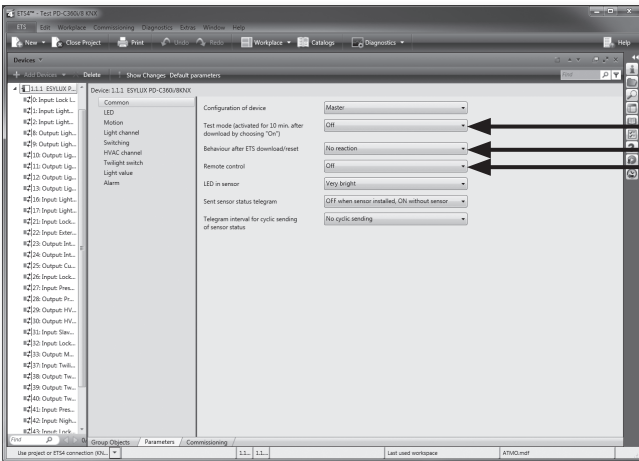 ETS4™ - Test PD-C360i/8 KNX
ETS Edit Workplace Commissioning Diagnostics Extras Window Help
New Close Project Print Undo Redo Workplace Catalogs Diagnostics Help
Devices
Add Devices Delete Show Changes Default parameters Find
1.1.1 ESYLUX P...
0: Input: Lock I...
1: Input: Light...
2: Input: Light...
8: Output: Ligh...
9: Output: Ligh...
10: Output: Lig...
11: Output: Lig...
12: Output: Lig...
13: Output: Lig...
16: Input: Light...
17: Input: Light...
21: Input: Lock...
22: Input: Exter...
23: Output: Int...
24: Output: Int...
25: Output: Cu...
26: Input: Lock...
27: Input: Pres...
28: Output: Pr...
29: Output: HV...
30: Output: HV...
31: Input: Slav...
32: Input: Lock...
33: Output: M...
37: Input: Twili...
38: Output: Tw...
39: Output: Tw...
40: Output: Tw...
41: Input: Pres...
42: Input: Nigh...
43: Input: Lock...
Find
Device: 1.1.1 ESYLUX PD-C360i/8KNX
Common
LED
Motion
Light channel
Switching
HVAC channel
Twilight switch
Light value
Alarm
Configuration of device Master
Test mode (activated for 10 min. after
download by choosing "On") Off
Behaviour after ETS download/reset No reaction
Remote control Off
LED in sensor Very bright
Sent sensor status telegram OFF when sensor installed, ON without sensor
Telegram interval for cyclic sending
of sensor status No cyclic sending
Group Objects Parameters Commissioning
Use project or ETS4 connection (KN... 1.1... 1.1... Last used workspace ATMO.mdf